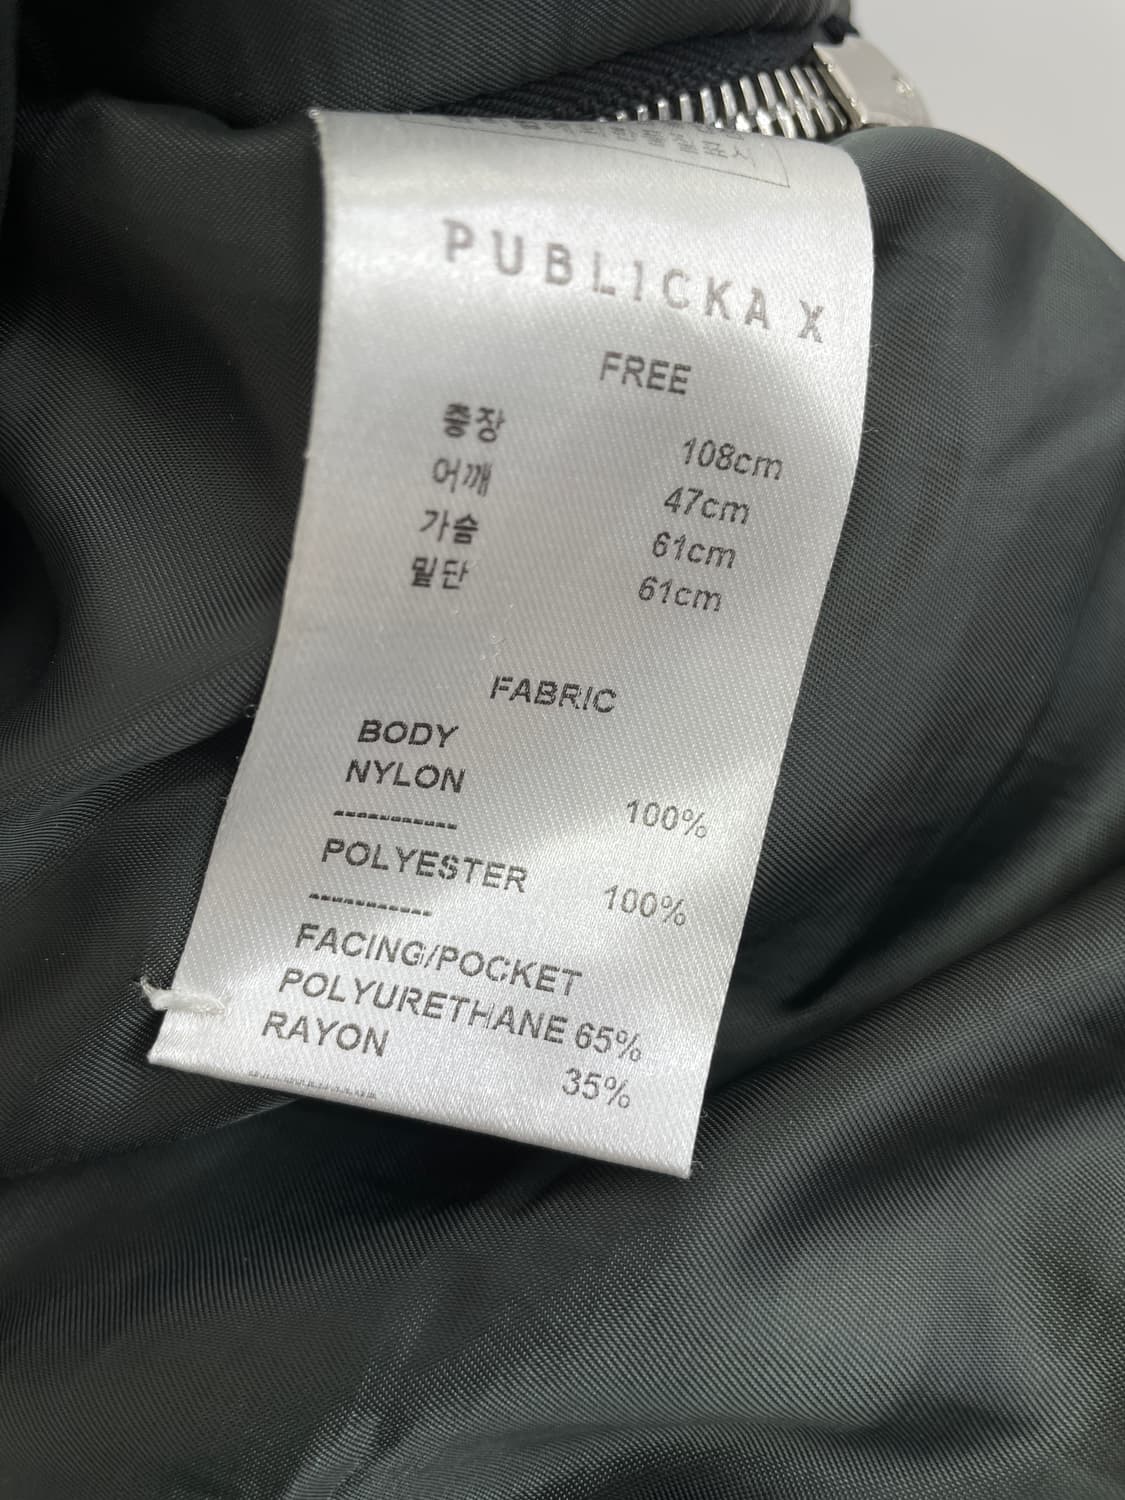 PUBLICKA X
FREE
총장 108cm
어깨 47cm
가슴 61cm
밑단 61cm
FABRIC
BODY
NYLON 100%
-----------
POLYESTER 100%
-----------
FACING/POCKET
POLYURETHANE 65%
RAYON 35%